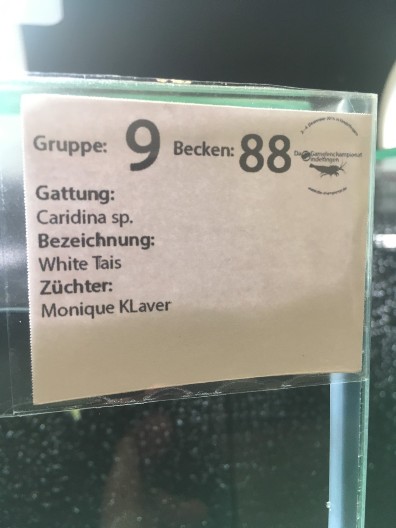 Gruppe: 9 Becken: 88
Gattung:
Caridina sp.
Bezeichnung:
White Tais
Züchter:
Monique KLaver